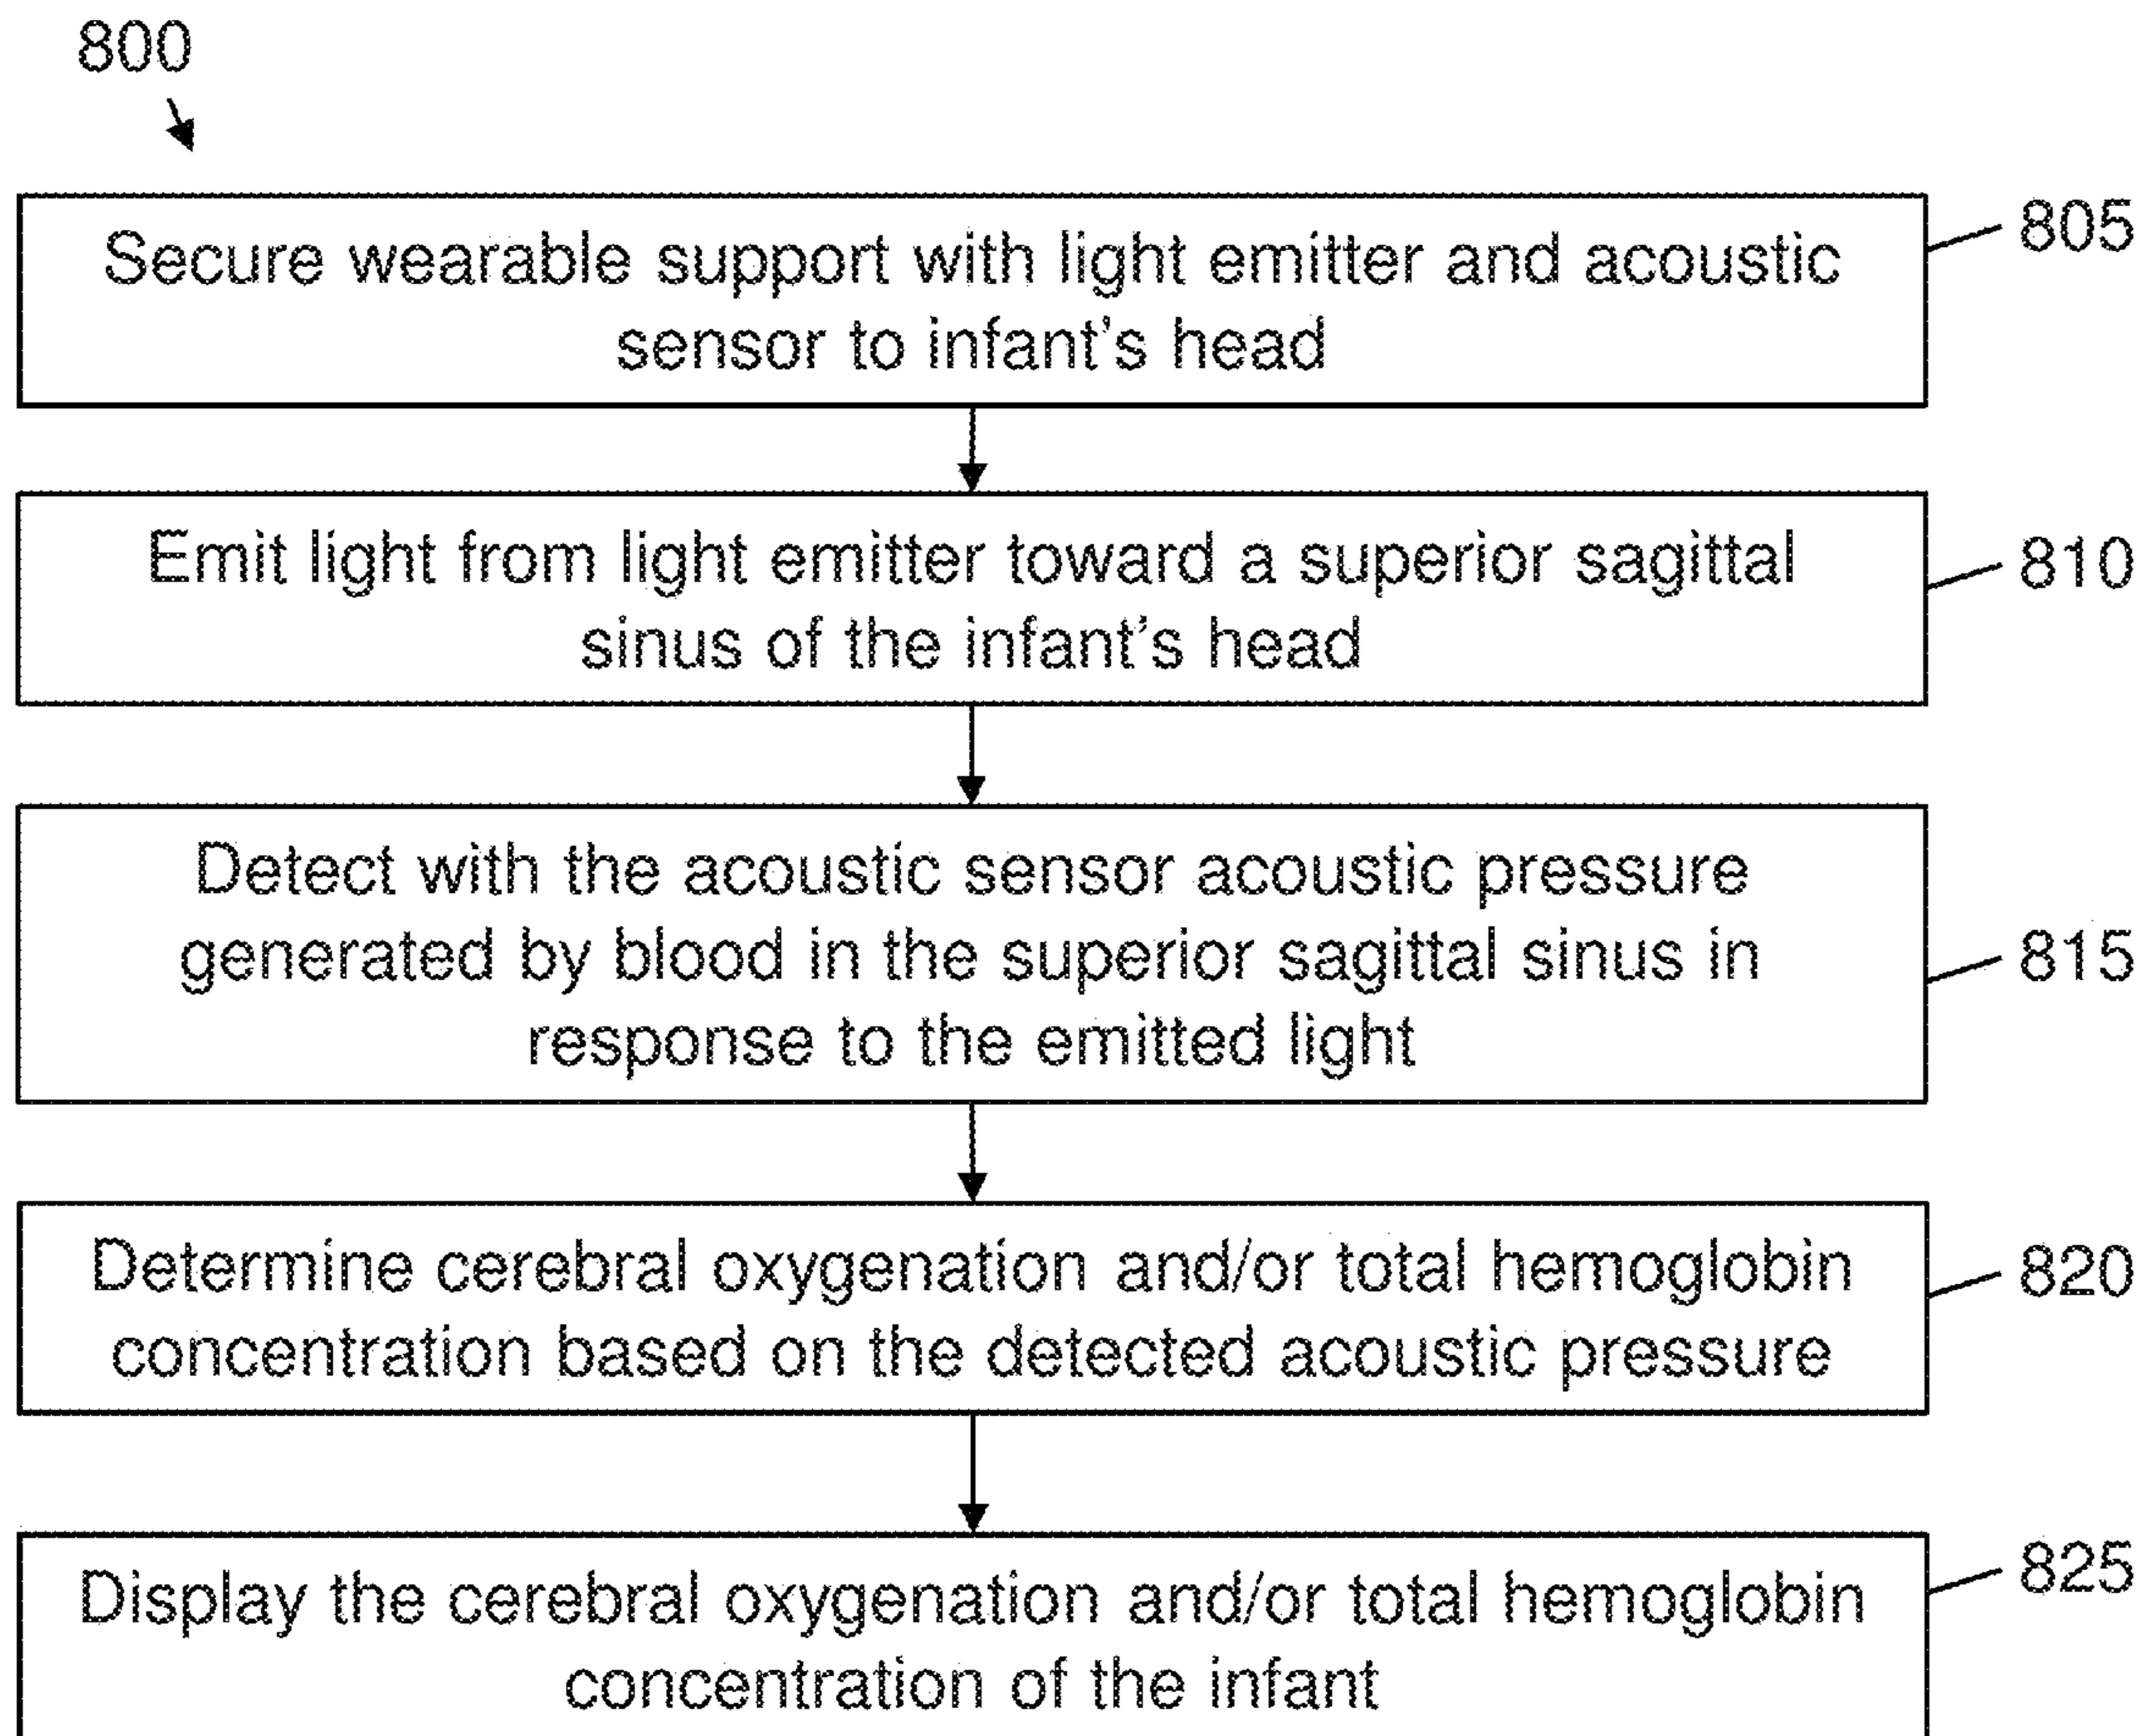 800
Secure wearable support with light emitter and acoustic
sensor to infant's head
805
Emit light from light emitter toward a superior sagittal
sinus of the infant's head
810
Detect with the acoustic sensor acoustic pressure
generated by blood in the superior sagittal sinus in
response to the emitted light
815
Determine cerebral oxygenation and/or total hemoglobin
concentration based on the detected acoustic pressure
820
Display the cerebral oxygenation and/or total hemoglobin
concentration of the infant
825